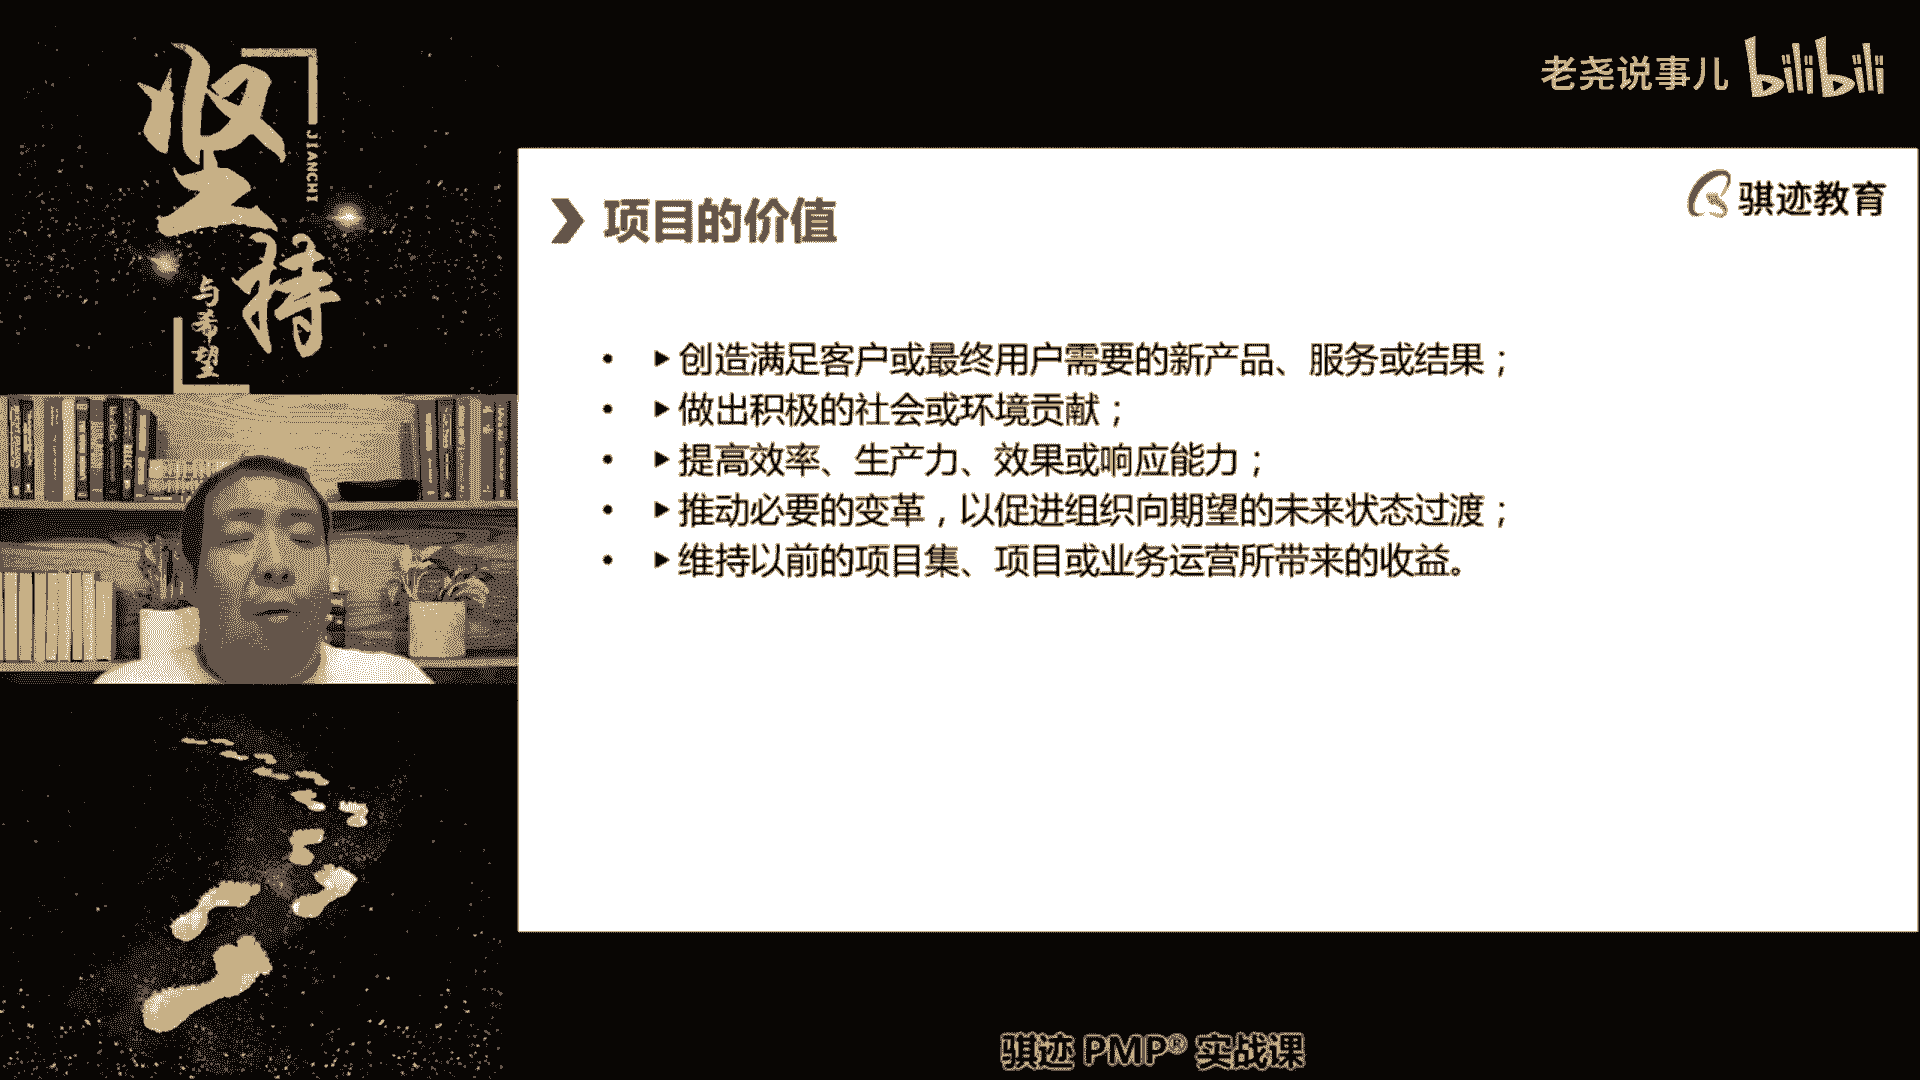 坚持
JIANCHI
与希望
老尧说事儿 bilibili
骐迹教育
项目的价值
• ▶创造满足客户或最终用户需要的新产品、服务或结果；
• ▶做出积极的社会或环境贡献；
• ▶提高效率、生产力、效果或响应能力；
• ▶推动必要的变革，以促进组织向期望的未来状态过渡；
• ▶维持以前的项目集、项目或业务运营所带来的收益。
骐迹 PMP® 实战课